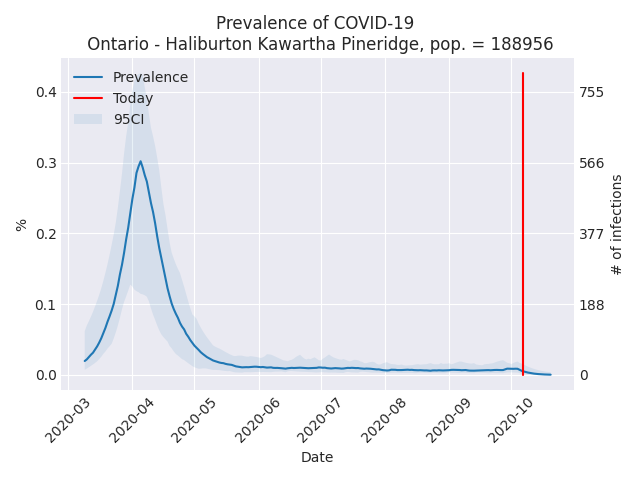 Prevalence of COVID-19
Ontario - Haliburton Kawartha Pineridge, pop. = 188956
Prevalence
Today
95CI
0.4
0.3
0.2
0.1
0.0
%
755
566
377
188
0
# of infections
2020-03
2020-04
2020-05
2020-06
2020-07
2020-08
2020-09
2020-10
Date